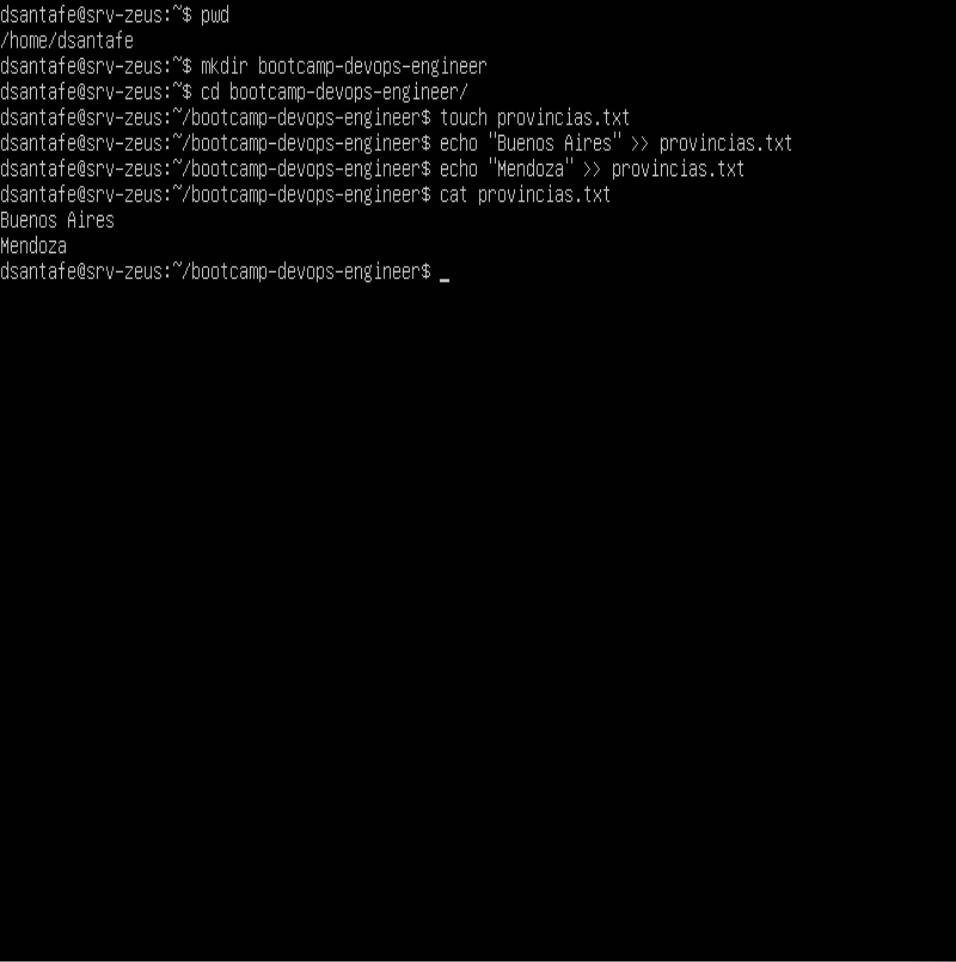 dsantafe@srv-zeus:~$ pwd
/home/dsantafe
dsantafe@srv-zeus:~$ mkdir bootcamp-devops-engineer
dsantafe@srv-zeus:~$ cd bootcamp-devops-engineer/
dsantafe@srv-zeus:~/bootcamp-devops-engineer$ touch provincias.txt
dsantafe@srv-zeus:~/bootcamp-devops-engineer$ echo "Buenos Aires" >> provincias.txt
dsantafe@srv-zeus:~/bootcamp-devops-engineer$ echo "Mendoza" >> provincias.txt
dsantafe@srv-zeus:~/bootcamp-devops-engineer$ cat provincias.txt
Buenos Aires
Mendoza
dsantafe@srv-zeus:~/bootcamp-devops-engineer$ _